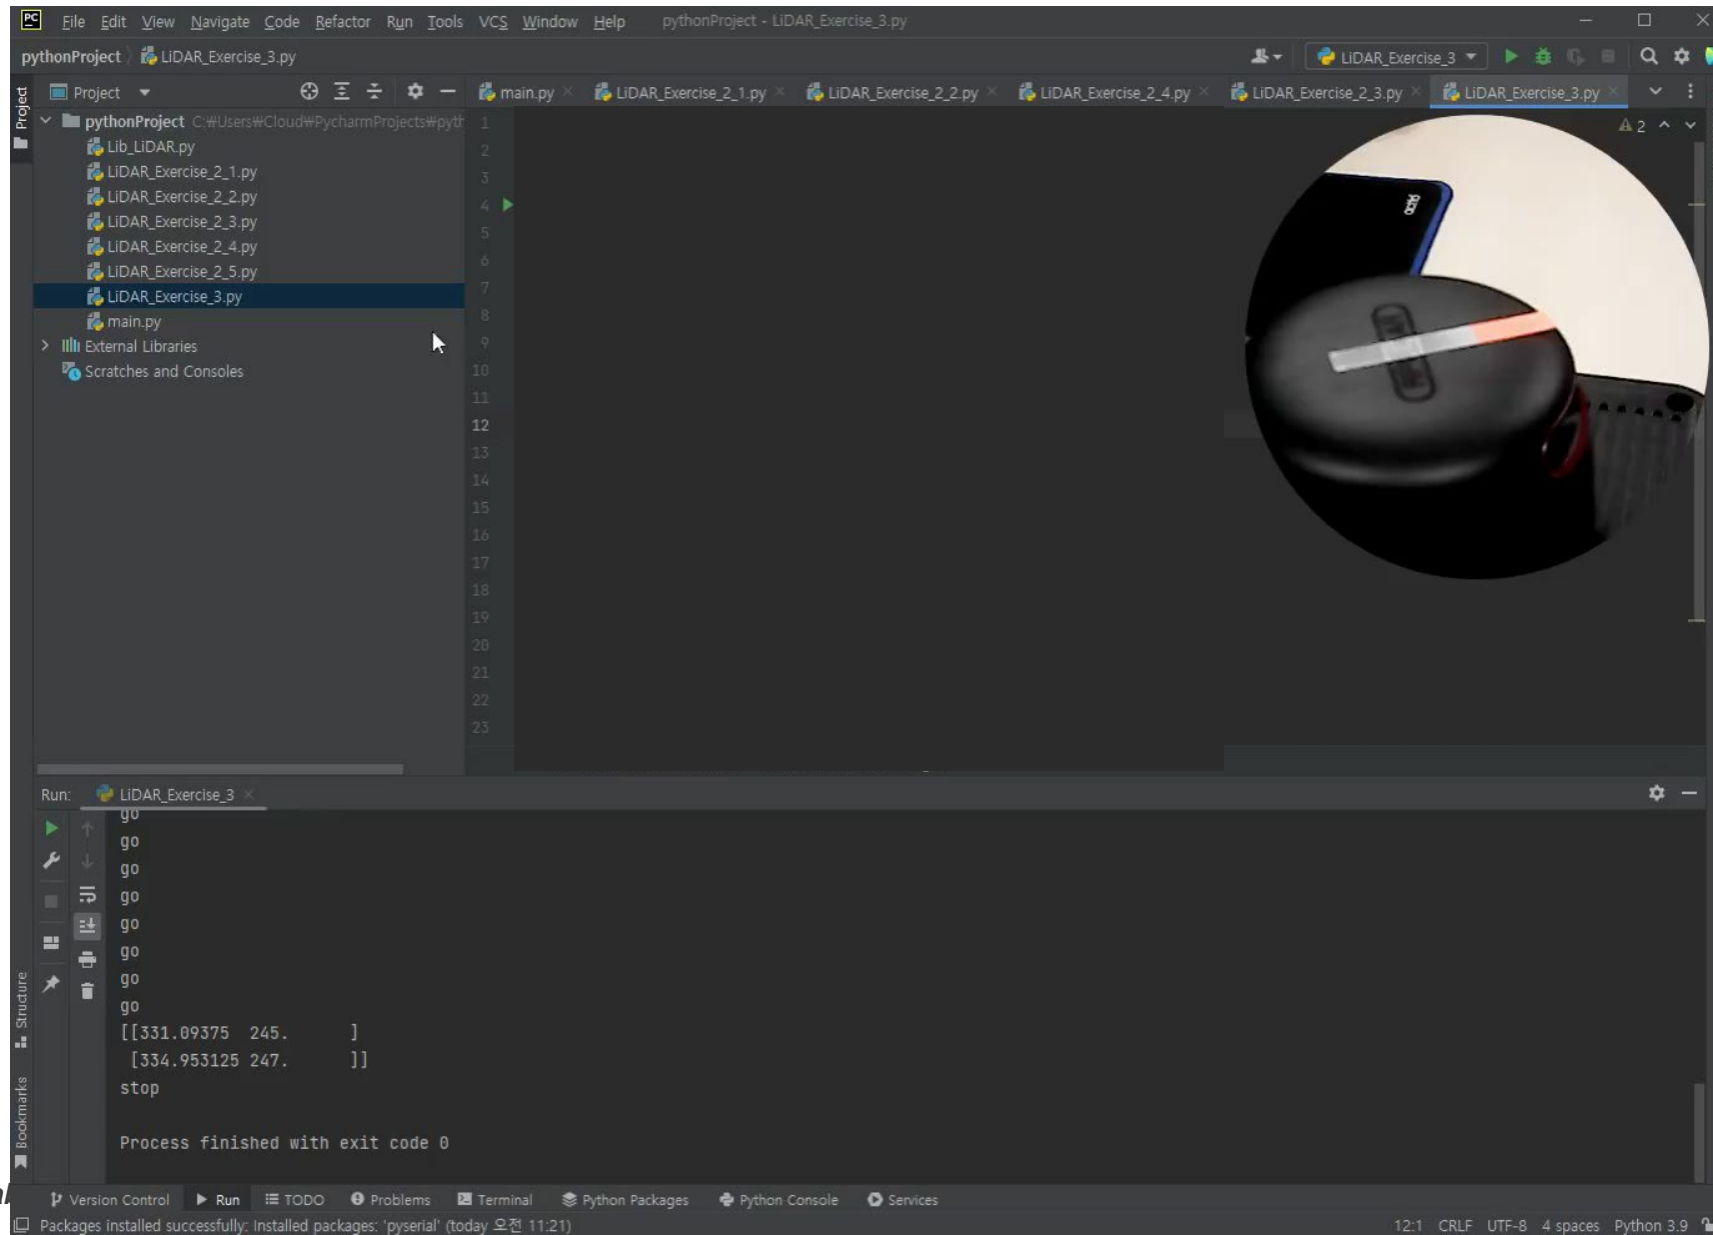 PC File Edit View Navigate Code Refactor Run Tools VCS Window Help pythonProject - LiDAR_Exercise_3.py
pythonProject LiDAR_Exercise_3.py LiDAR_Exercise_3
Project main.py LiDAR_Exercise_2_1.py LiDAR_Exercise_2_2.py LiDAR_Exercise_2_4.py LiDAR_Exercise_2_3.py LiDAR_Exercise_3.py
Project
pythonProject C:₩Users₩Cloud₩PycharmProjects₩pyth
Lib_LiDAR.py
LiDAR_Exercise_2_1.py
LiDAR_Exercise_2_2.py
LiDAR_Exercise_2_3.py
LiDAR_Exercise_2_4.py
LiDAR_Exercise_2_5.py
LiDAR_Exercise_3.py
main.py
External Libraries
Scratches and Consoles
1
2
3
4
5
6
7
8
9
10
11
12
13
14
15
16
17
18
19
20
21
22
23
2
Run: LiDAR_Exercise_3
go
go
go
go
go
go
go
go
[[331.09375 245. ]
[334.953125 247. ]]
stop
Process finished with exit code 0
Structure
Bookmarks
Version Control Run TODO Problems Terminal Python Packages Python Console Services
Packages installed successfully: Installed packages: 'pyserial' (today 오전 11:21) 12:1 CRLF UTF-8 4 spaces Python 3.9